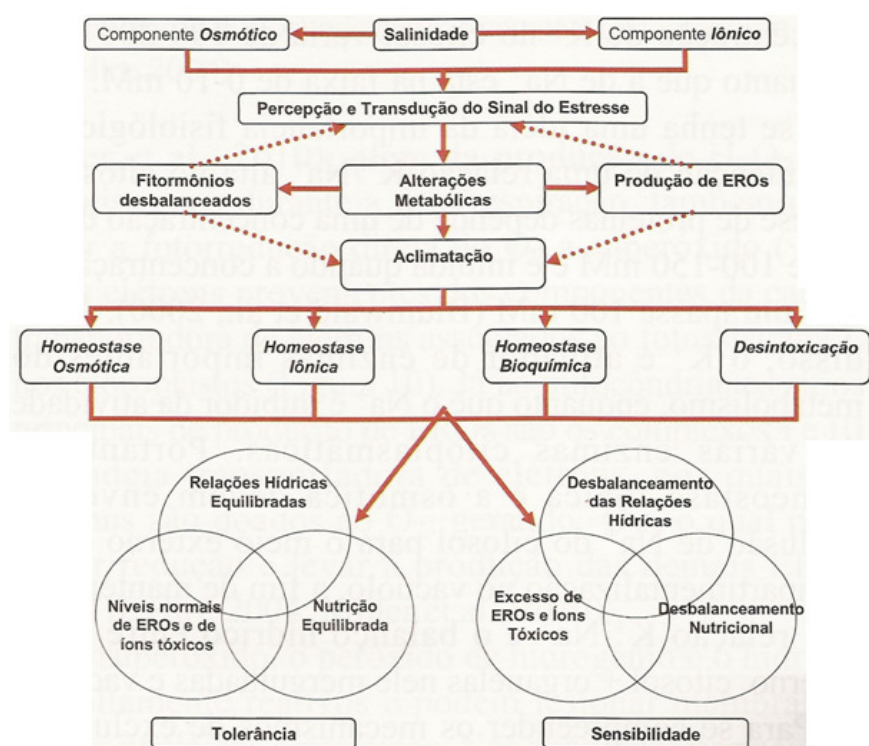 Componente Osmótico
Salinidade
Componente Iônico
Percepção e Transdução do Sinal do Estresse
Fitormônios
desbalanceados
Alterações
Metabólicas
Produção de EROs
Aclimatação
Homeostase
Osmótica
Homeostase
Iônica
Homeostase
Bioquímica
Desintoxicação
Relações Hídricas
Equilibradas
Níveis normais
de EROs e de
íons tóxicos
Nutrição
Equilibrada
Desbalanceamento
das Relações
Hídricas
Excesso de
EROs e Íons
Tóxicos
Desbalanceamento
Nutricional
Tolerância
Sensibilidade